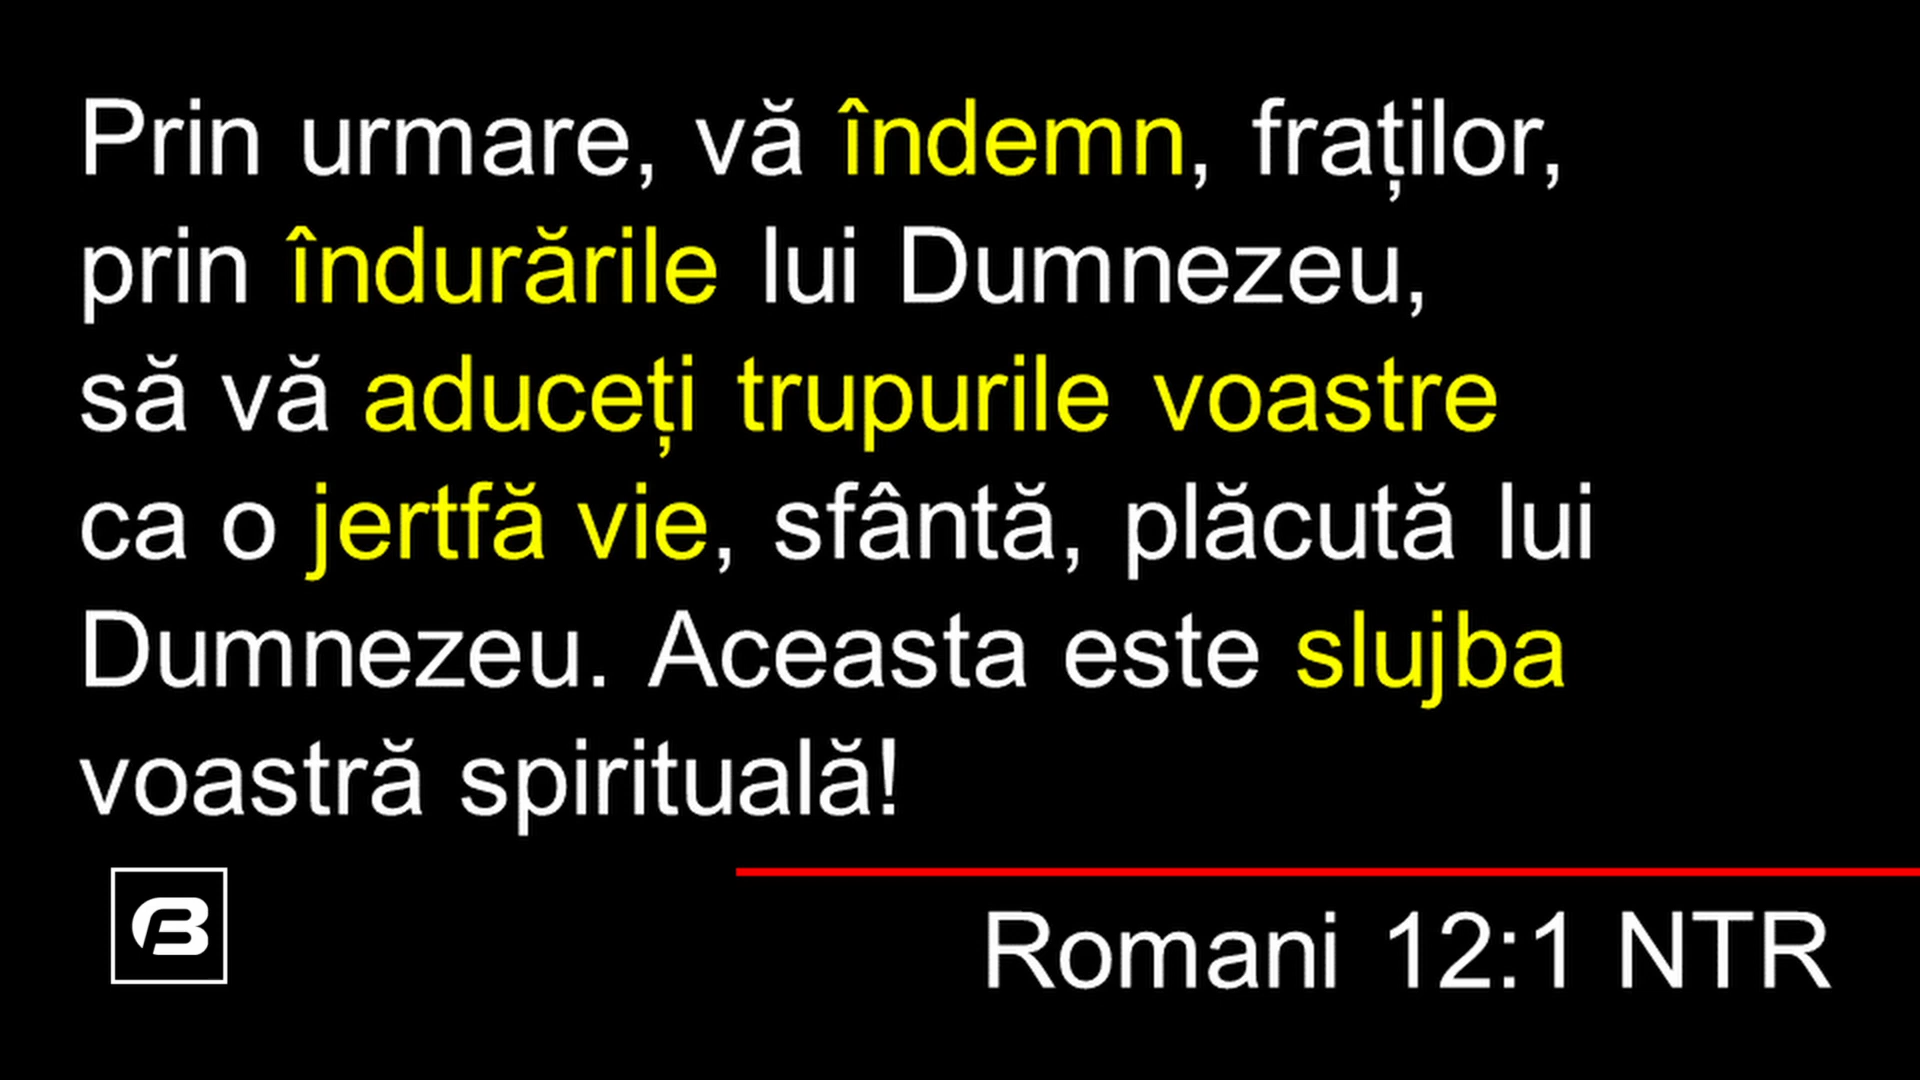 Prin urmare, vă îndemn, fraților,
prin îndurările lui Dumnezeu,
să vă aduceți trupurile voastre
ca o jertfă vie, sfântă, plăcută lui
Dumnezeu. Aceasta este slujba
voastră spirituală!
B
Romani 12:1 NTR